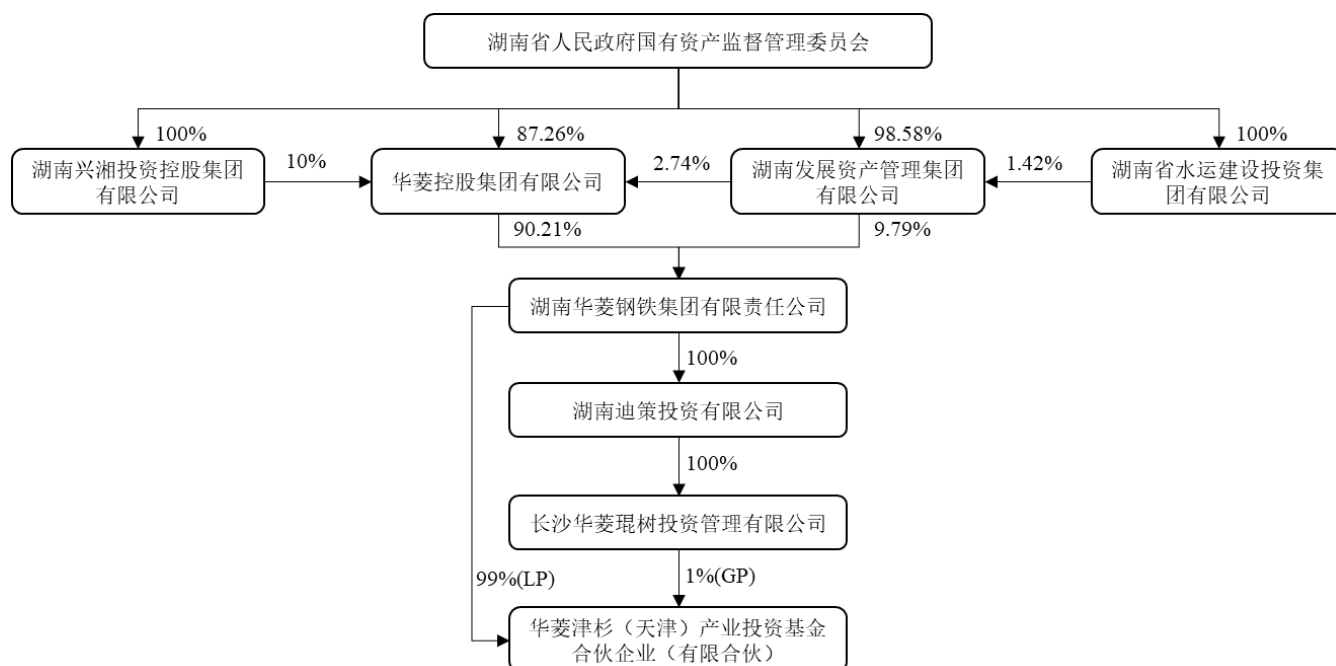 湖南省人民政府国有资产监督管理委员会
100%
87.26%
98.58%
100%
湖南兴湘投资控股集团
有限公司
10%
华菱控股集团有限公司
2.74%
湖南发展资产管理集团
有限公司
1.42%
湖南省水运建设投资集
团有限公司
90.21%
9.79%
湖南华菱钢铁集团有限责任公司
100%
湖南迪策投资有限公司
100%
长沙华菱琨树投资管理有限公司
99%(LP)
1%(GP)
华菱津杉（天津）产业投资基金
合伙企业（有限合伙）